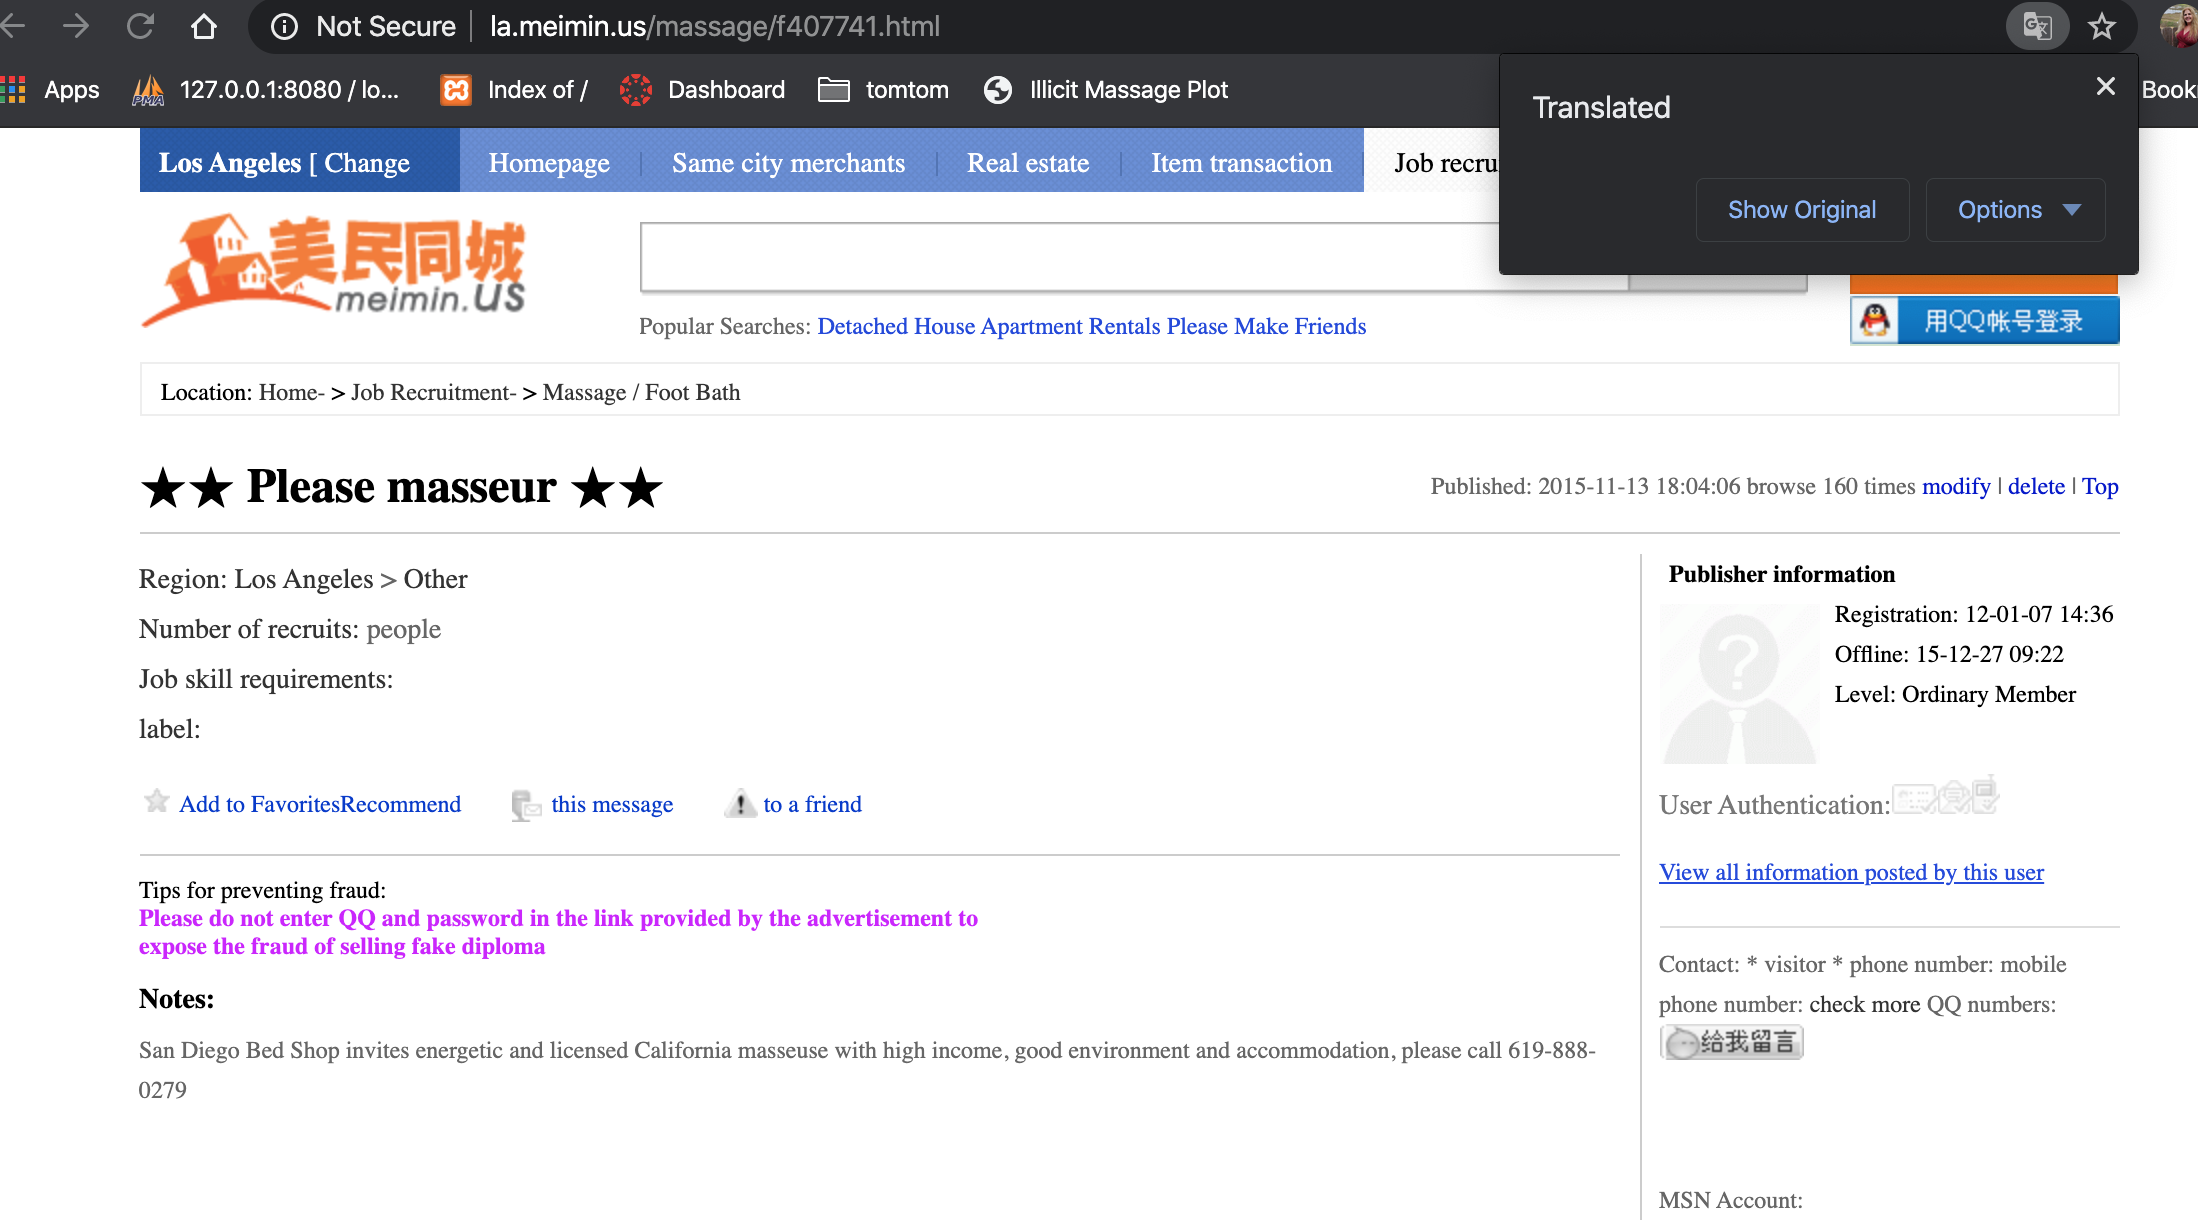 Not Secure | la.meimin.us/massage/f407741.html
Apps 127.0.0.1:8080 / lo... Index of / Dashboard tomtom Illicit Massage Plot Book
Translated
Show Original Options
Los Angeles [ Change Homepage Same city merchants Real estate Item transaction Job recru
美民同城
meimin.us
Popular Searches: Detached House Apartment Rentals Please Make Friends
用QQ帐号登录
Location: Home- > Job Recruitment- > Massage / Foot Bath
★★ Please masseur ★★
Published: 2015-11-13 18:04:06 browse 160 times modify | delete | Top
Region: Los Angeles > Other
Number of recruits: people
Job skill requirements:
label:
Add to FavoritesRecommend this message to a friend
Tips for preventing fraud:
Please do not enter QQ and password in the link provided by the advertisement to
expose the fraud of selling fake diploma
Notes:
San Diego Bed Shop invites energetic and licensed California masseuse with high income, good environment and accommodation, please call 619-888-
0279
Publisher information
Registration: 12-01-07 14:36
Offline: 15-12-27 09:22
Level: Ordinary Member
User Authentication:
View all information posted by this user
Contact: * visitor * phone number: mobile
phone number: check more QQ numbers:
给我留言
MSN Account: